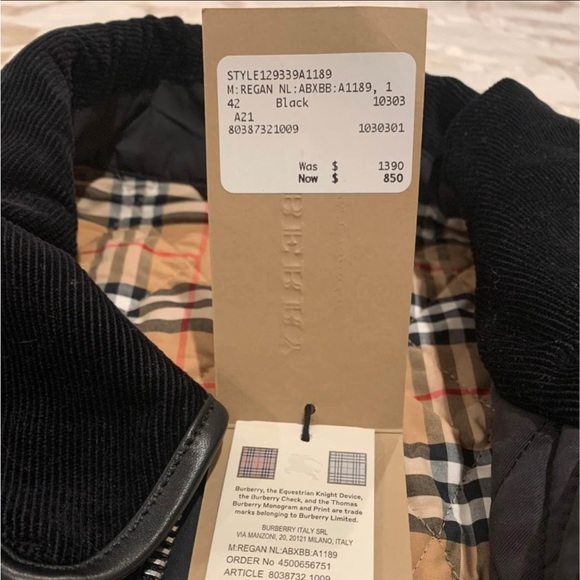 STYLE129339A1189
M:REGAN NL:ABXBB:A1189, 1
42 Black 10303
A21
80387321009 1030301
Was $ 1390
Now $ 850
BURBERRY
Burberry, the Equestrian Knight Device,
the Burberry Check, and the Thomas
Burberry Monogram and Print are trade
marks belonging to Burberry Limited.
BURBERRY ITALY SRL
VIA MANZONI, 20, 20121 MILANO, ITALY
M:REGAN NL:ABXBB:A1189
ORDER No 4500656751
ARTICLE 8038732 1009